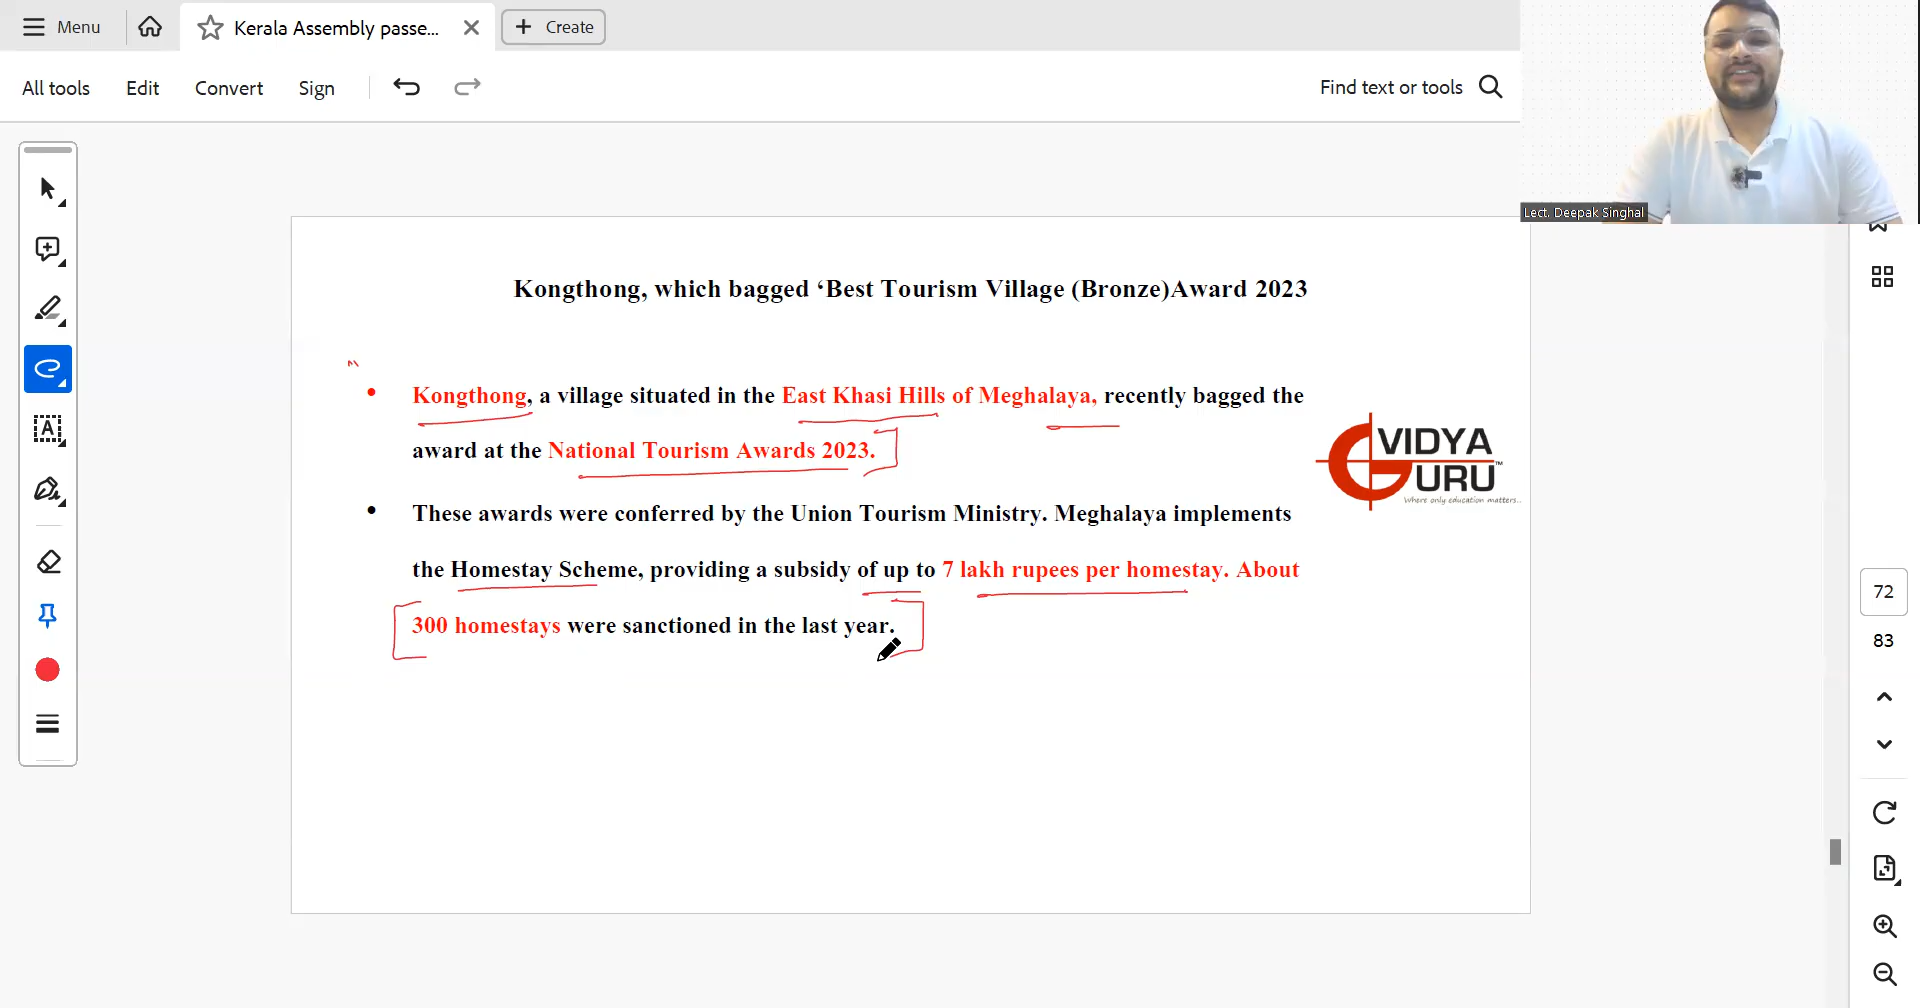 Menu
Kerala Assembly passe...
Create
All tools
Edit
Convert
Sign
Find text or tools
Lect. Deepak Singhal
Kongthong, which bagged ‘Best Tourism Village (Bronze)Award 2023
• Kongthong, a village situated in the East Khasi Hills of Meghalaya, recently bagged the
award at the National Tourism Awards 2023.
• These awards were conferred by the Union Tourism Ministry. Meghalaya implements
the Homestay Scheme, providing a subsidy of up to 7 lakh rupees per homestay. About
300 homestays were sanctioned in the last year.
VIDYA
GURU™
Where only education matters..
72
83